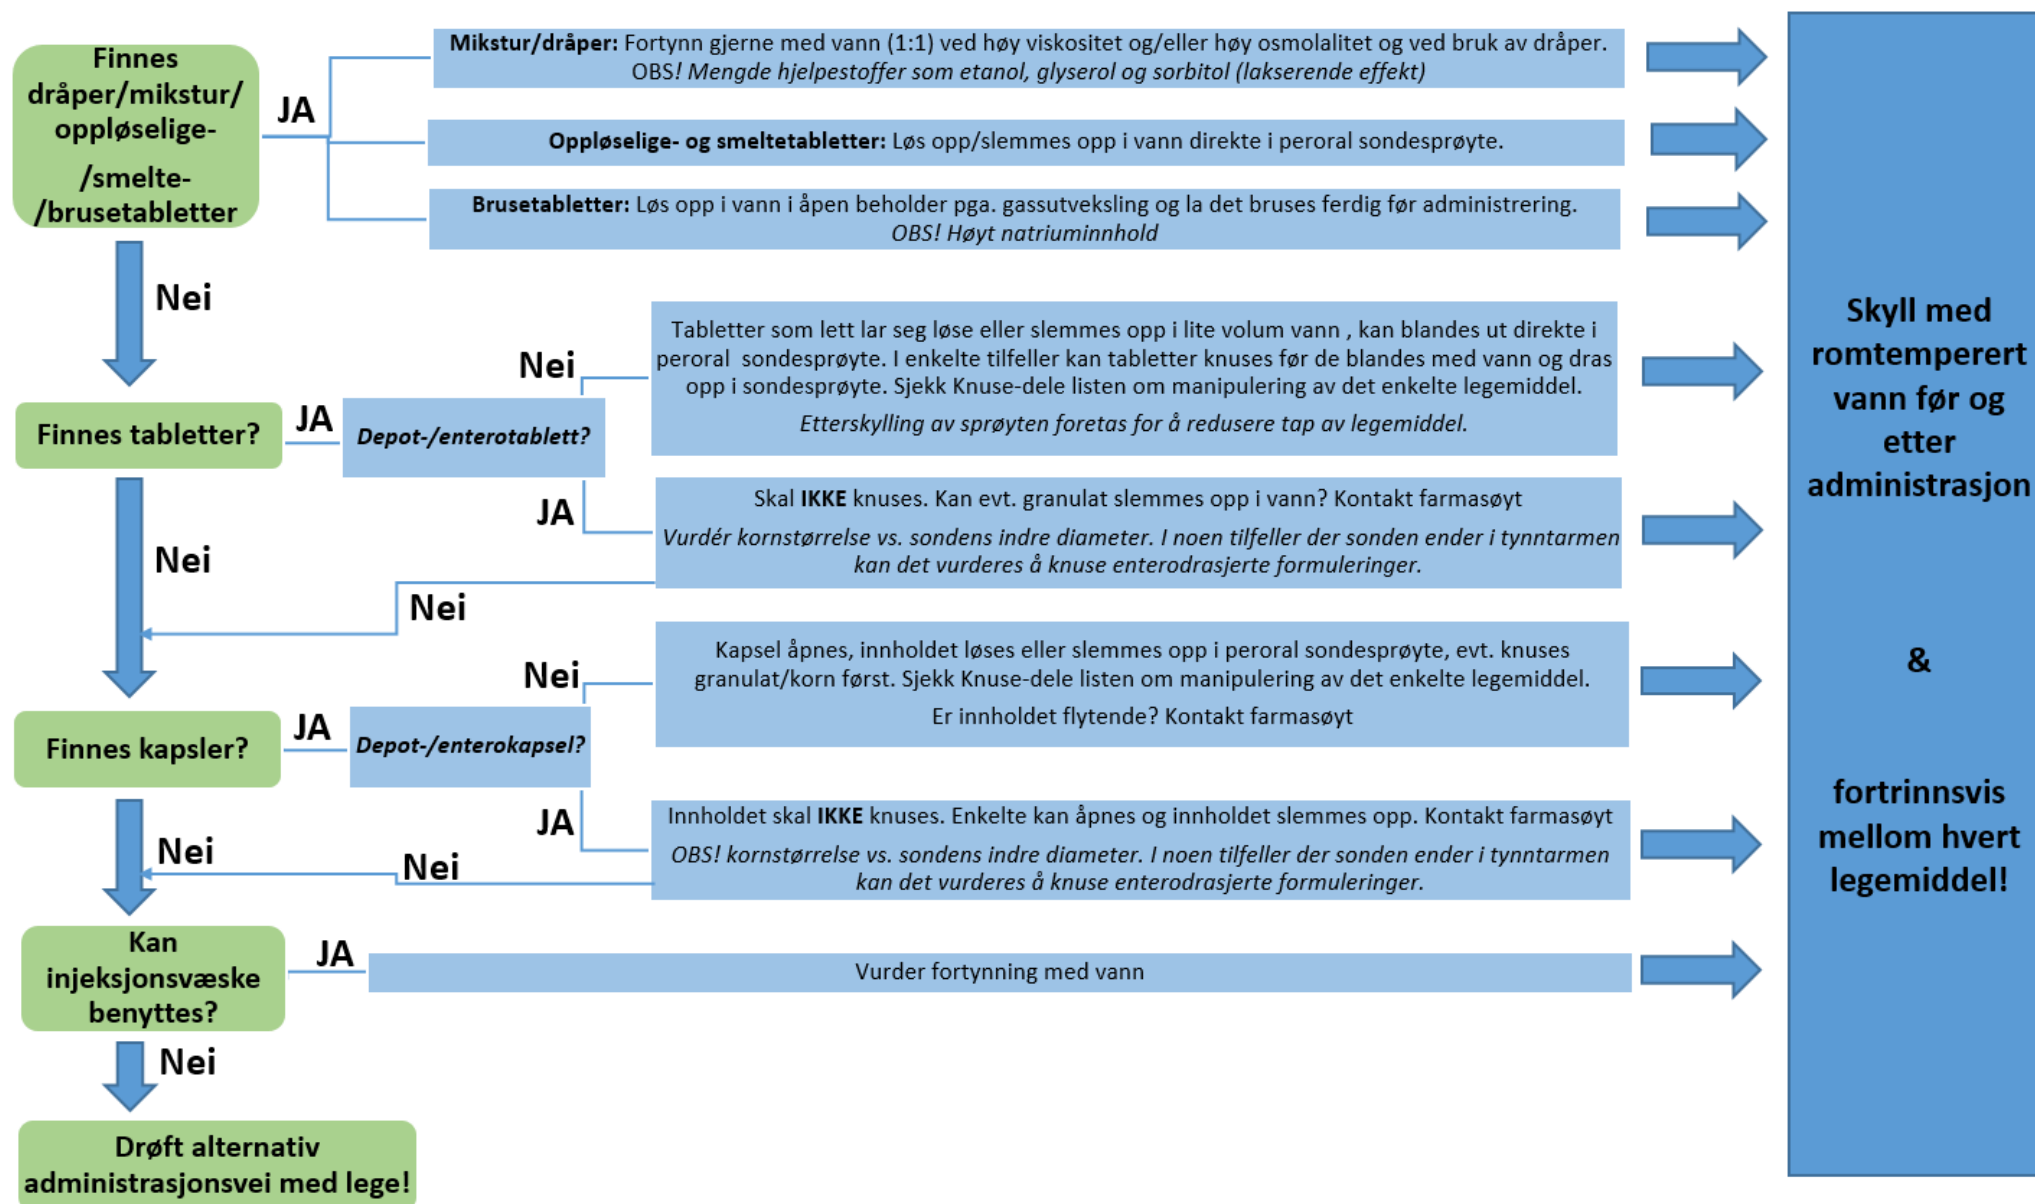 Finnes
dråper/mikstur/
oppløselige-
/smelte-
/brusetabletter
JA
Mikstur/dråper: Fortynn gjerne med vann (1:1) ved høy viskositet og/eller høy osmolalitet og ved bruk av dråper.
OBS! Mengde hjelpestoffer som etanol, glyserol og sorbitol (lakserende effekt)
Oppløselige- og smeltetabletter: Løs opp/slemmes opp i vann direkte i peroral sondesprøyte.
Brusetabletter: Løs opp i vann i åpen beholder pga. gassutveksling og la det bruses ferdig før administrering.
OBS! Høyt natriuminnhold
Nei
Finnes tabletter?
JA
Depot-/enterotablett?
Nei
Tabletter som lett lar seg løse eller slemmes opp i lite volum vann , kan blandes ut direkte i
peroral sondesprøyte. I enkelte tilfeller kan tabletter knuses før de blandes med vann og dras
opp i sondesprøyte. Sjekk Knuse-dele listen om manipulering av det enkelte legemiddel.
Etterskylling av sprøyten foretas for å redusere tap av legemiddel.
JA
Skal IKKE knuses. Kan evt. granulat slemmes opp i vann? Kontakt farmasøyt
Vurdér kornstørrelse vs. sondens indre diameter. I noen tilfeller der sonden ender i tynntarmen
kan det vurderes å knuse enterodrasjerte formuleringer.
Nei
Nei
Finnes kapsler?
JA
Depot-/enterokapsel?
Nei
Kapsel åpnes, innholdet løses eller slemmes opp i peroral sondesprøyte, evt. knuses
granulat/korn først. Sjekk Knuse-dele listen om manipulering av det enkelte legemiddel.
Er innholdet flytende? Kontakt farmasøyt
JA
Innholdet skal IKKE knuses. Enkelte kan åpnes og innholdet slemmes opp. Kontakt farmasøyt
OBS! kornstørrelse vs. sondens indre diameter. I noen tilfeller der sonden ender i tynntarmen
kan det vurderes å knuse enterodrasjerte formuleringer.
Nei
Nei
Kan
injeksjonsvæske
benyttes?
JA
Vurder fortynning med vann
Nei
Drøft alternativ
administrasjonsvei med lege!
Skyll med
romtemperert
vann før og
etter
administrasjon
&
fortrinnsvis
mellom hvert
legemiddel!